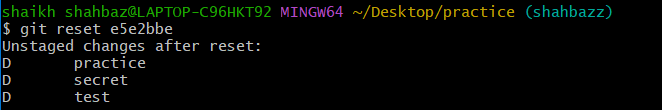 shaikh shahbaz@LAPTOP-C96HKT92 MINGW64 ~/Desktop/practice (shahbazz)
$ git reset e5e2bbe
Unstaged changes after reset:
D       practice
D       secret
D       test